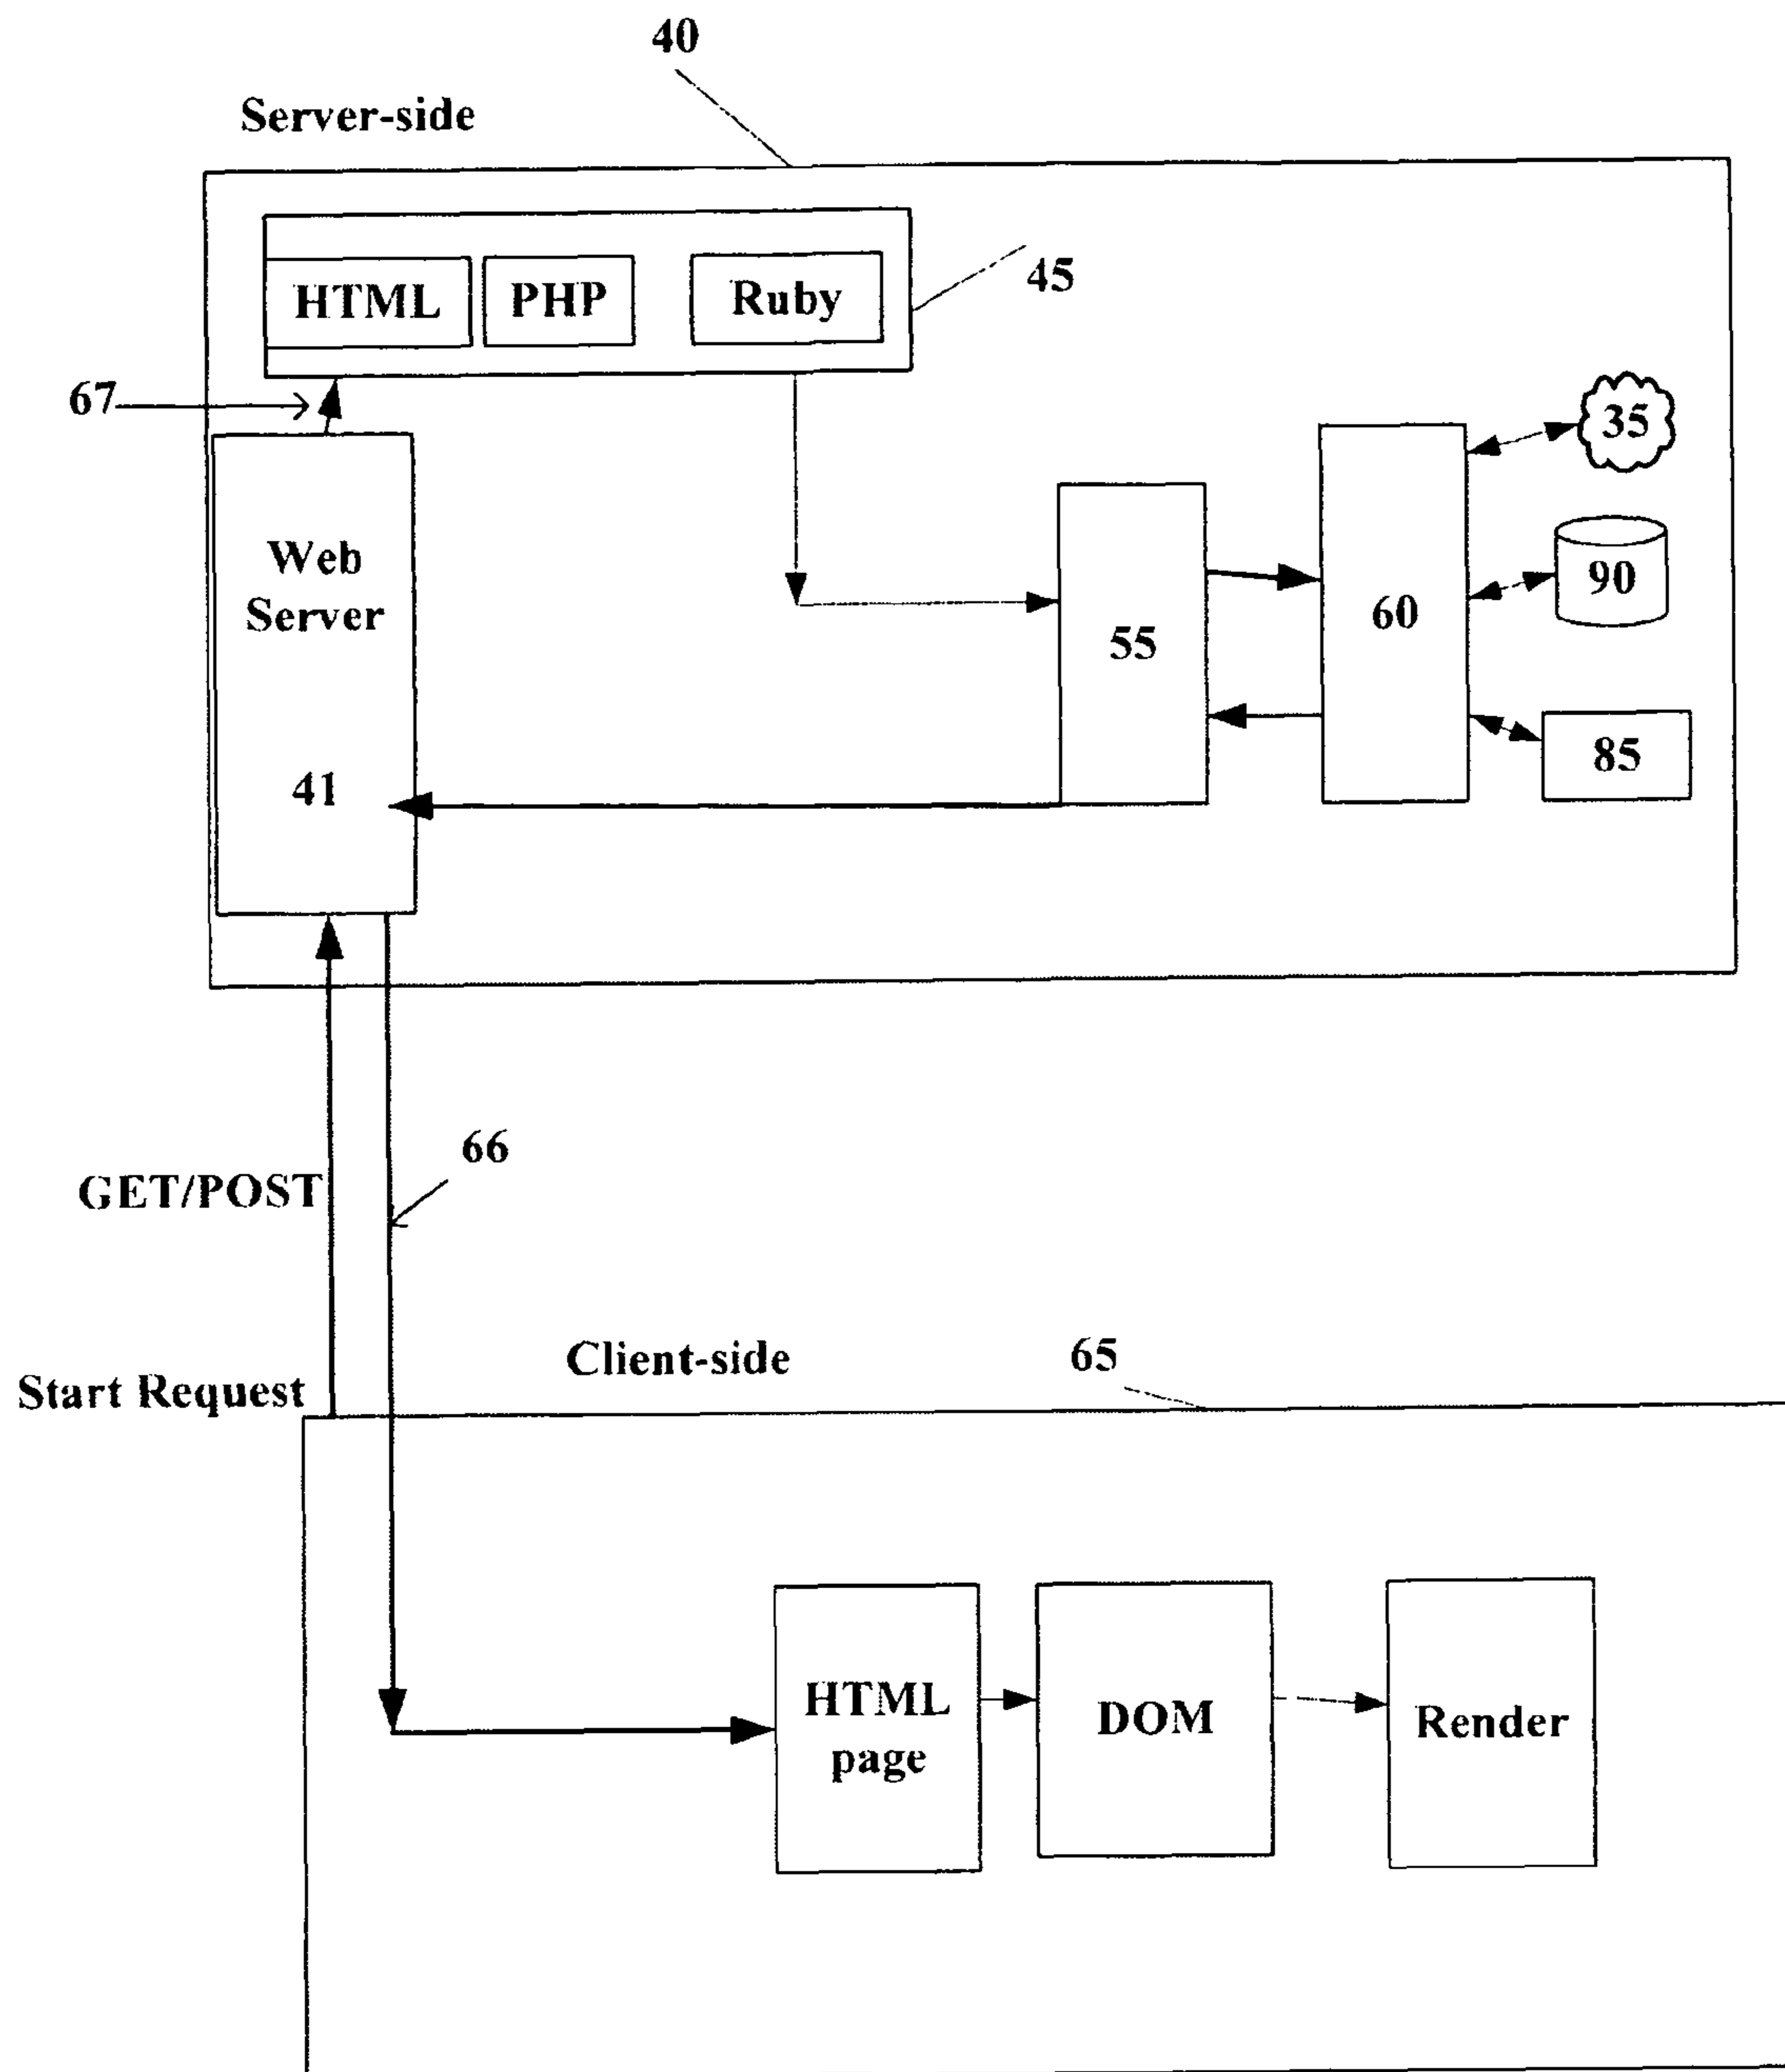 40
Server-side
HTML
PHP
Ruby
45
67
35
Web
Server
90
55
60
41
85
66
GET/POST
Client-side
65
Start Request
HTML
page
DOM
Render